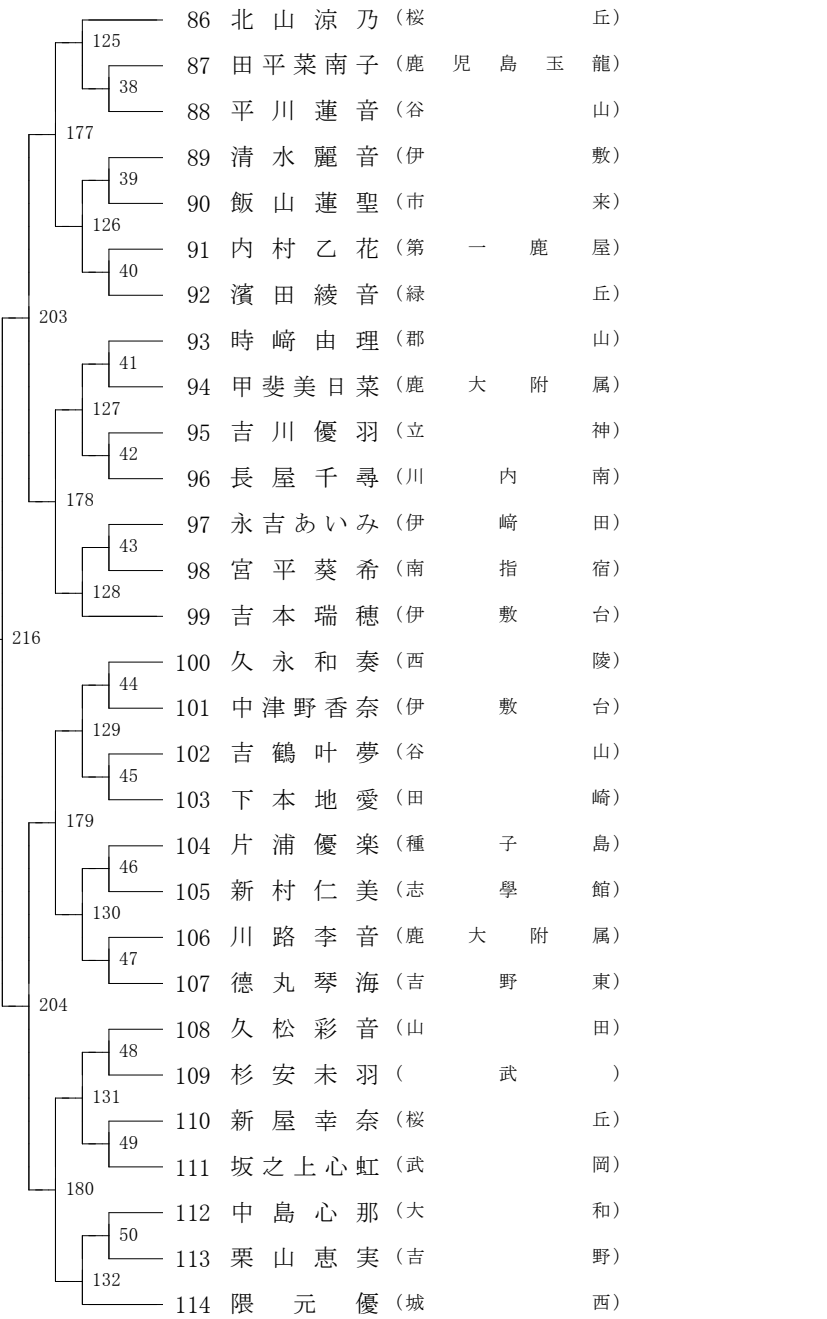 86 北山涼乃（桜丘）
125
87 田平菜南子（鹿児島玉龍）
38
88 平川蓮音（谷山）
177
89 清水麗音（伊敷）
39
90 飯山蓮聖（市来）
126
91 内村乙花（第一鹿屋）
40
92 濱田綾音（緑丘）
203
93 時﨑由理（郡山）
41
94 甲斐美日菜（鹿大附属）
127
95 吉川優羽（立神）
42
96 長屋千尋（川内南）
178
97 永吉あいみ（伊﨑田）
43
98 宮平葵希（南指宿）
128
99 吉本瑞穂（伊敷台）
216
100 久永和奏（西陵）
44
101 中津野香奈（伊敷台）
129
102 吉鶴叶夢（谷山）
45
103 下本地愛（田崎）
179
104 片浦優楽（種子島）
46
105 新村仁美（志學館）
130
106 川路李音（鹿大附属）
47
107 德丸琴海（吉野東）
204
108 久松彩音（山田）
48
109 杉安未羽（武）
131
110 新屋幸奈（桜丘）
49
111 坂之上心虹（武岡）
180
112 中島心那（大和）
50
113 栗山恵実（吉野）
132
114 隈元優（城西）